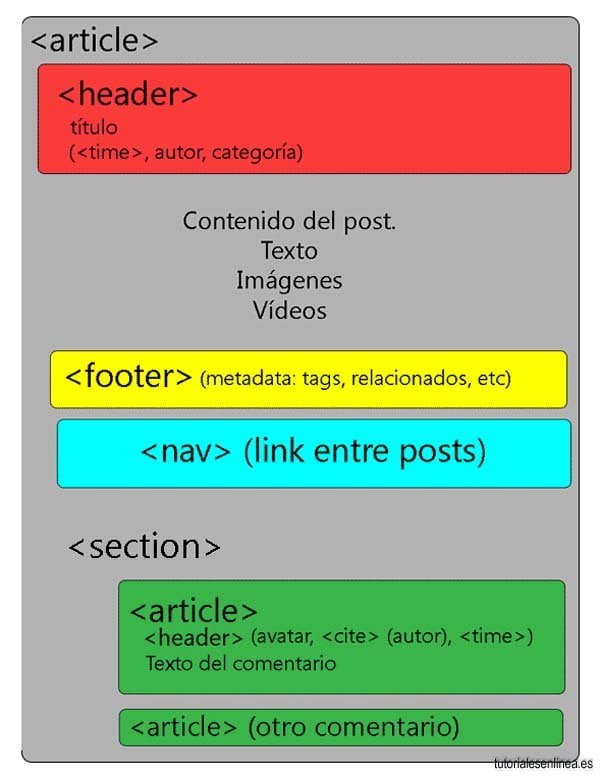 <article>
<header>
título
(<time>, autor, categoría)
Contenido del post.
Texto
Imágenes
Vídeos
<footer> (metadata: tags, relacionados, etc)
<nav> (link entre posts)
<section>
<article>
<header> (avatar, <cite> (autor), <time>)
Texto del comentario
<article> (otro comentario)
tutorialesenlinea.es